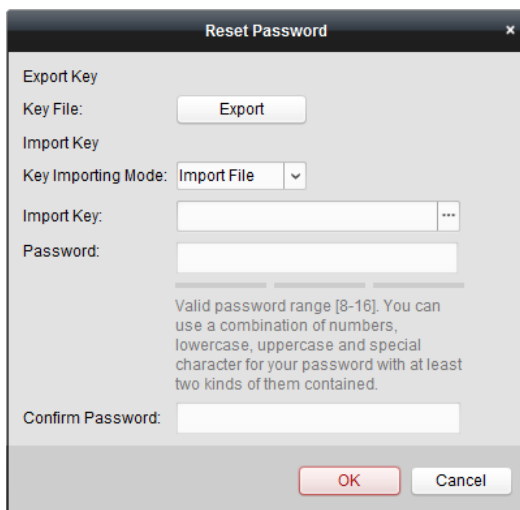 Reset Password ×
Export Key
Key File: Export
Import Key
Key Importing Mode: Import File
Import Key: ...
Password:
Valid password range [8-16]. You can
use a combination of numbers,
lowercase, uppercase and special
character for your password with at least
two kinds of them contained.
Confirm Password:
OK Cancel